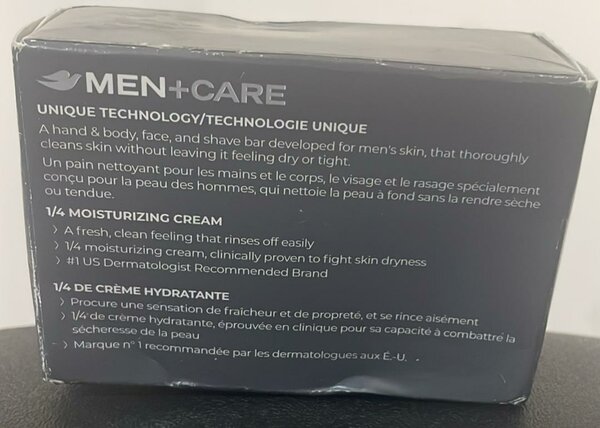 MEN+CARE
UNIQUE TECHNOLOGY/TECHNOLOGIE UNIQUE
A hand & body, face, and shave bar developed for men's skin, that thoroughly
cleans skin without leaving it feeling dry or tight.
Un pain nettoyant pour les mains et le corps, le visage et le rasage spécialement
conçu pour la peau des hommes, qui nettoie la peau à fond sans la rendre sèche
ou tendue.
1/4 MOISTURIZING CREAM
> A fresh, clean feeling that rinses off easily
> 1/4 moisturizing cream, clinically proven to fight skin dryness
> #1 US Dermatologist Recommended Brand
1/4 DE CRÈME HYDRATANTE
> Procure une sensation de fraîcheur et de propreté, et se rince aisément
> 1/4 de crème hydratante, éprouvée en clinique pour sa capacité à combattre la
sécheresse de la peau
> Marque n° 1 recommandée par les dermatologues aux É.-U.